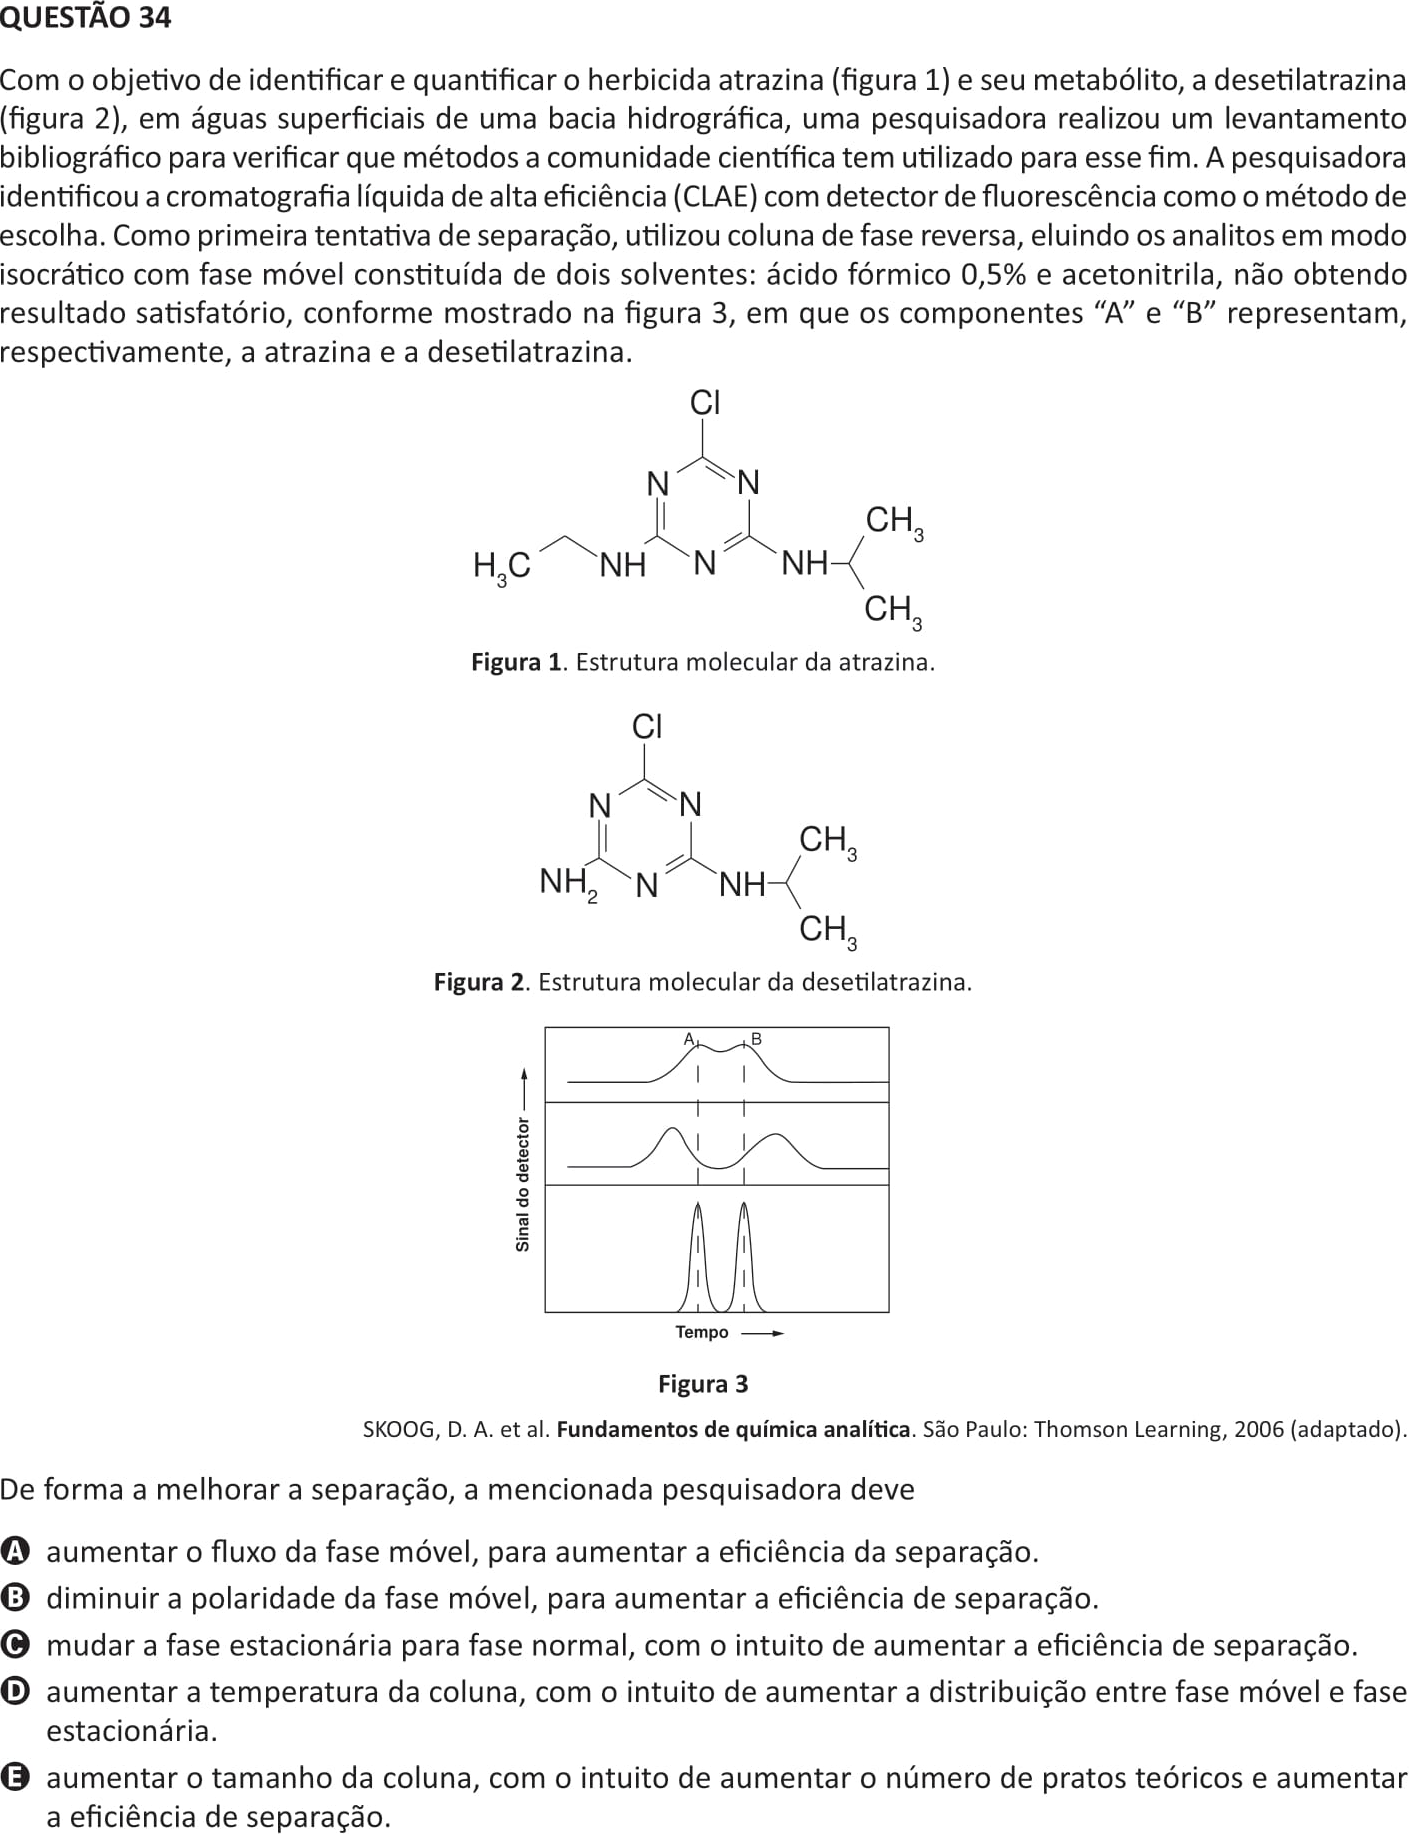 QUESTÃO 34
Com o objetivo de identificar e quantificar o herbicida atrazina (figura 1) e seu metabólito, a desetilatrazina
(figura 2), em águas superficiais de uma bacia hidrográfica, uma pesquisadora realizou um levantamento
bibliográfico para verificar que métodos a comunidade científica tem utilizado para esse fim. A pesquisadora
identificou a cromatografia líquida de alta eficiência (CLAE) com detector de fluorescência como o método de
escolha. Como primeira tentativa de separação, utilizou coluna de fase reversa, eluindo os analitos em modo
isocrático com fase móvel constituída de dois solventes: ácido fórmico 0,5% e acetonitrila, não obtendo
resultado satisfatório, conforme mostrado na figura 3, em que os componentes “A” e “B” representam,
respectivamente, a atrazina e a desetilatrazina.
Cl
N N
CH3
H3C NH N NH
CH3
Figura 1. Estrutura molecular da atrazina.
Cl
N N
CH3
NH2 N NH
CH3
Figura 2. Estrutura molecular da desetilatrazina.
A B
Sinal do detector
Tempo
Figura 3
SKOOG, D. A. et al. Fundamentos de química analítica. São Paulo: Thomson Learning, 2006 (adaptado).
De forma a melhorar a separação, a mencionada pesquisadora deve
A aumentar o fluxo da fase móvel, para aumentar a eficiência da separação.
B diminuir a polaridade da fase móvel, para aumentar a eficiência de separação.
C mudar a fase estacionária para fase normal, com o intuito de aumentar a eficiência de separação.
D aumentar a temperatura da coluna, com o intuito de aumentar a distribuição entre fase móvel e fase
estacionária.
E aumentar o tamanho da coluna, com o intuito de aumentar o número de pratos teóricos e aumentar
a eficiência de separação.